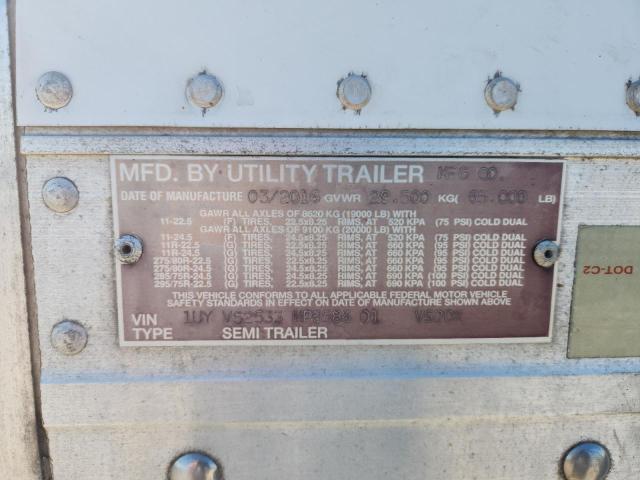 MFD. BY UTILITY TRAILER MFG CO.
DATE OF MANUFACTURE 03/2016 GVWR 29.500 KG( 65.000 LB)
GAWR ALL AXLES OF 8620 KG (19000 LB) WITH
11-22.5 (F) TIRES, 22.5x8.25 RIMS, AT 520 KPA (75 PSI) COLD DUAL
GAWR ALL AXLES OF 9100 KG (20000 LB) WITH
11-24.5 (F) TIRES, 24.5x8.25 RIMS, AT 520 KPA (75 PSI) COLD DUAL
11R-22.5 (G) TIRES, 22.5x8.25 RIMS, AT 660 KPA (95 PSI) COLD DUAL
11R-24.5 (G) TIRES, 24.5x8.25 RIMS, AT 660 KPA (95 PSI) COLD DUAL
275/80R-22.5 (G) TIRES, 22.5x8.25 RIMS, AT (PSI) COLD DUAL
275/80R-24.5 (G) TIRES, 24.5x8.25 RIMS, AT (PSI) COLD DUAL
285/75R-24.5 (G) TIRES, 24.5x8.25 RIMS, AT 660 KPA (95 PSI) COLD DUAL
295/75R-22.5 (G) TIRES, 22.5x8.25 RIMS, AT 690 KPA (100 PSI) COLD DUAL
THIS VEHICLE CONFORMS TO ALL APPLICABLE FEDERAL MOTOR VEHICLE
SAFETY STANDARDS IN EFFECT ON DATE OF MANUFACTURE SHOWN ABOVE
VIN 1UY VS2533 01
TYPE SEMI TRAILER
DOT-C2